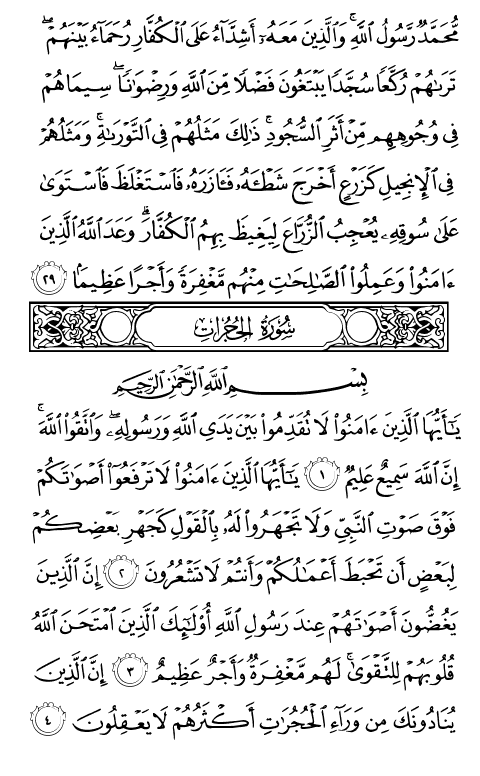 مُّحَمَّدٌ رَّسُولُ ٱللَّهِۚ وَٱلَّذِينَ مَعَهُۥٓ أَشِدَّآءُ عَلَى ٱلۡكُفَّارِ رُحَمَآءُ بَيۡنَهُمۡۖ
تَرَىٰهُمۡ رُكَّعٗا سُجَّدٗا يَبۡتَغُونَ فَضۡلٗا مِّنَ ٱللَّهِ وَرِضۡوَٰنٗاۖ سِيمَاهُمۡ
فِي وُجُوهِهِم مِّنۡ أَثَرِ ٱلسُّجُودِۚ ذَٰلِكَ مَثَلُهُمۡ فِي ٱلتَّوۡرَىٰةِۚ وَمَثَلُهُمۡ
فِي ٱلۡإِنجِيلِ كَزَرۡعٍ أَخۡرَجَ شَطۡـَٔهُۥ فَـَٔازَرَهُۥ فَٱسۡتَغۡلَظَ فَٱسۡتَوَىٰ
عَلَىٰ سُوقِهِۦ يُعۡجِبُ ٱلزُّرَّاعَ لِيَغِيظَ بِهِمُ ٱلۡكُفَّارَۗ وَعَدَ ٱللَّهُ ٱلَّذِينَ
ءَامَنُواْ وَعَمِلُواْ ٱلصَّٰلِحَٰتِ مِنۡهُم مَّغۡفِرَةٗ وَأَجۡرًا عَظِيمَۢا ٢٩
سُورَةُ الحُجُرَاتِ
بِسۡمِ ٱللَّهِ ٱلرَّحۡمَٰنِ ٱلرَّحِيمِ
يَٰٓأَيُّهَا ٱلَّذِينَ ءَامَنُواْ لَا تُقَدِّمُواْ بَيۡنَ يَدَيِ ٱللَّهِ وَرَسُولِهِۦۖ وَٱتَّقُواْ ٱللَّهَۚ
إِنَّ ٱللَّهَ سَمِيعٌ عَلِيمٞ ١ يَٰٓأَيُّهَا ٱلَّذِينَ ءَامَنُواْ لَا تَرۡفَعُوٓاْ أَصۡوَٰتَكُمۡ
فَوۡقَ صَوۡتِ ٱلنَّبِيِّ وَلَا تَجۡهَرُواْ لَهُۥ بِٱلۡقَوۡلِ كَجَهۡرِ بَعۡضِكُمۡ
لِبَعۡضٍ أَن تَحۡبَطَ أَعۡمَٰلُكُمۡ وَأَنتُمۡ لَا تَشۡعُرُونَ ٢ إِنَّ ٱلَّذِينَ
يَغُضُّونَ أَصۡوَٰتَهُمۡ عِندَ رَسُولِ ٱللَّهِ أُوْلَٰٓئِكَ ٱلَّذِينَ ٱمۡتَحَنَ ٱللَّهُ
قُلُوبَهُمۡ لِلتَّقۡوَىٰۚ لَهُم مَّغۡفِرَةٞ وَأَجۡرٌ عَظِيمٌ ٣ إِنَّ ٱلَّذِينَ
يُنَادُونَكَ مِن وَرَآءِ ٱلۡحُجُرَٰتِ أَكۡثَرُهُمۡ لَا يَعۡقِلُونَ ٤